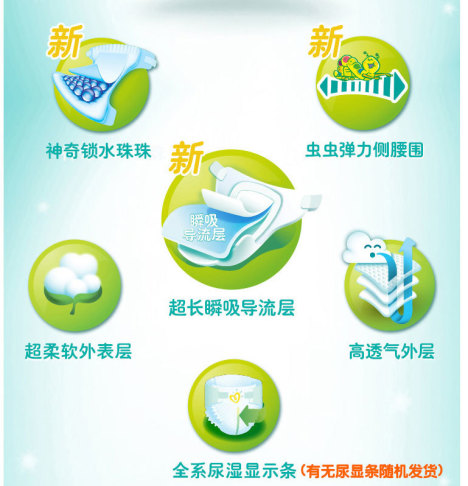 新
新
神奇锁水珠珠
虫虫弹力侧腰围
新
瞬吸
导流层
超长瞬吸导流层
超柔软外表层
高透气外层
全系尿湿显示条(有无尿显条随机发货)